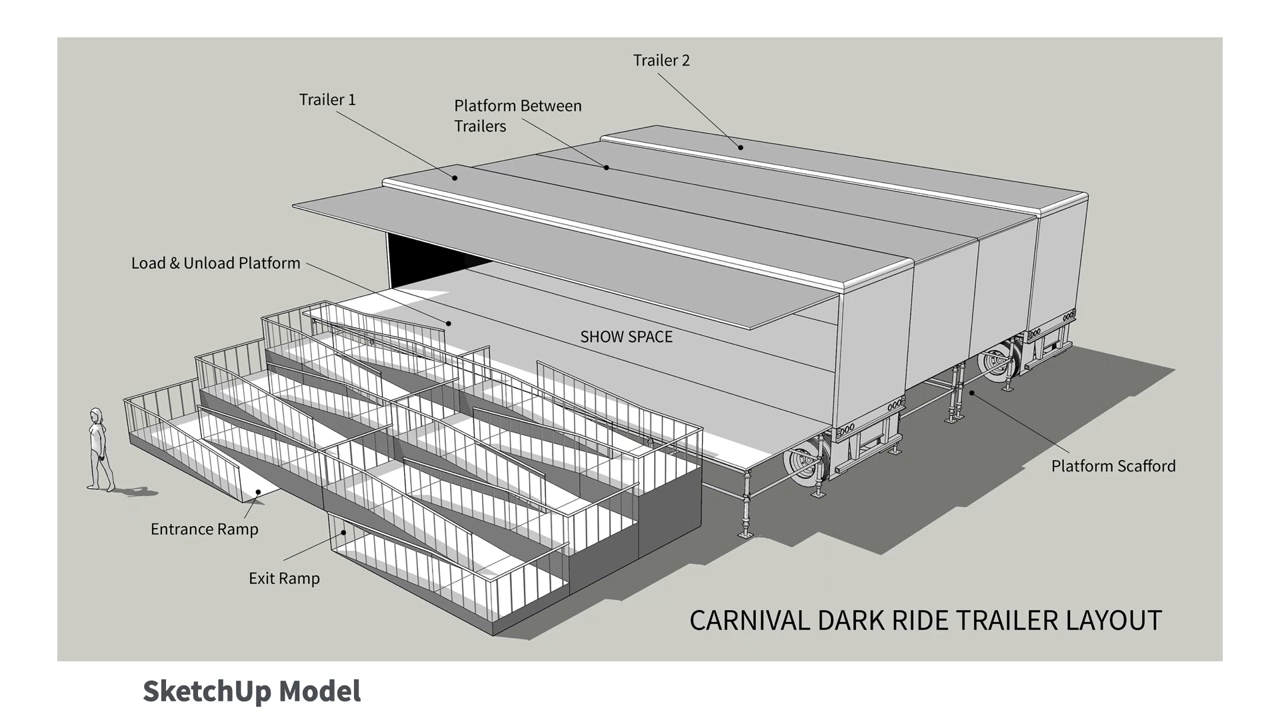 Trailer 2
Trailer 1
Platform Between
Trailers
Load & Unload Platform
SHOW SPACE
Platform Scafford
Entrance Ramp
Exit Ramp
CARNIVAL DARK RIDE TRAILER LAYOUT
SketchUp Model